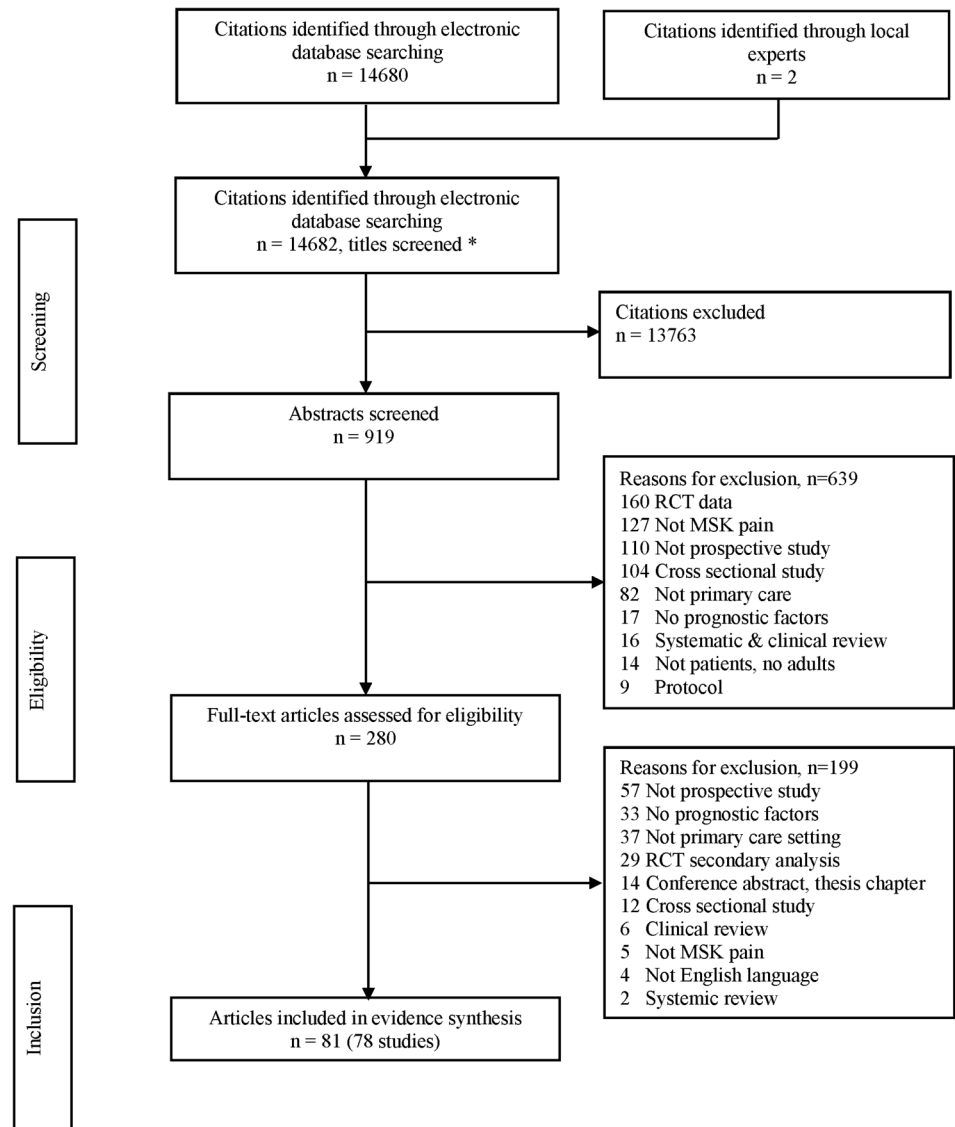 Citations identified through electronic
database searching
n = 14680
Citations identified through local
experts
n = 2
Citations identified through electronic
database searching
n = 14682, titles screened *
Screening
Citations excluded
n = 13763
Abstracts screened
n = 919
Reasons for exclusion, n=639
160 RCT data
127 Not MSK pain
110 Not prospective study
104 Cross sectional study
82 Not primary care
17 No prognostic factors
16 Systematic & clinical review
14 Not patients, no adults
9 Protocol
Eligibility
Full-text articles assessed for eligibility
n = 280
Reasons for exclusion, n=199
57 Not prospective study
33 No prognostic factors
37 Not primary care setting
29 RCT secondary analysis
14 Conference abstract, thesis chapter
12 Cross sectional study
6 Clinical review
5 Not MSK pain
4 Not English language
2 Systemic review
Inclusion
Articles included in evidence synthesis
n = 81 (78 studies)